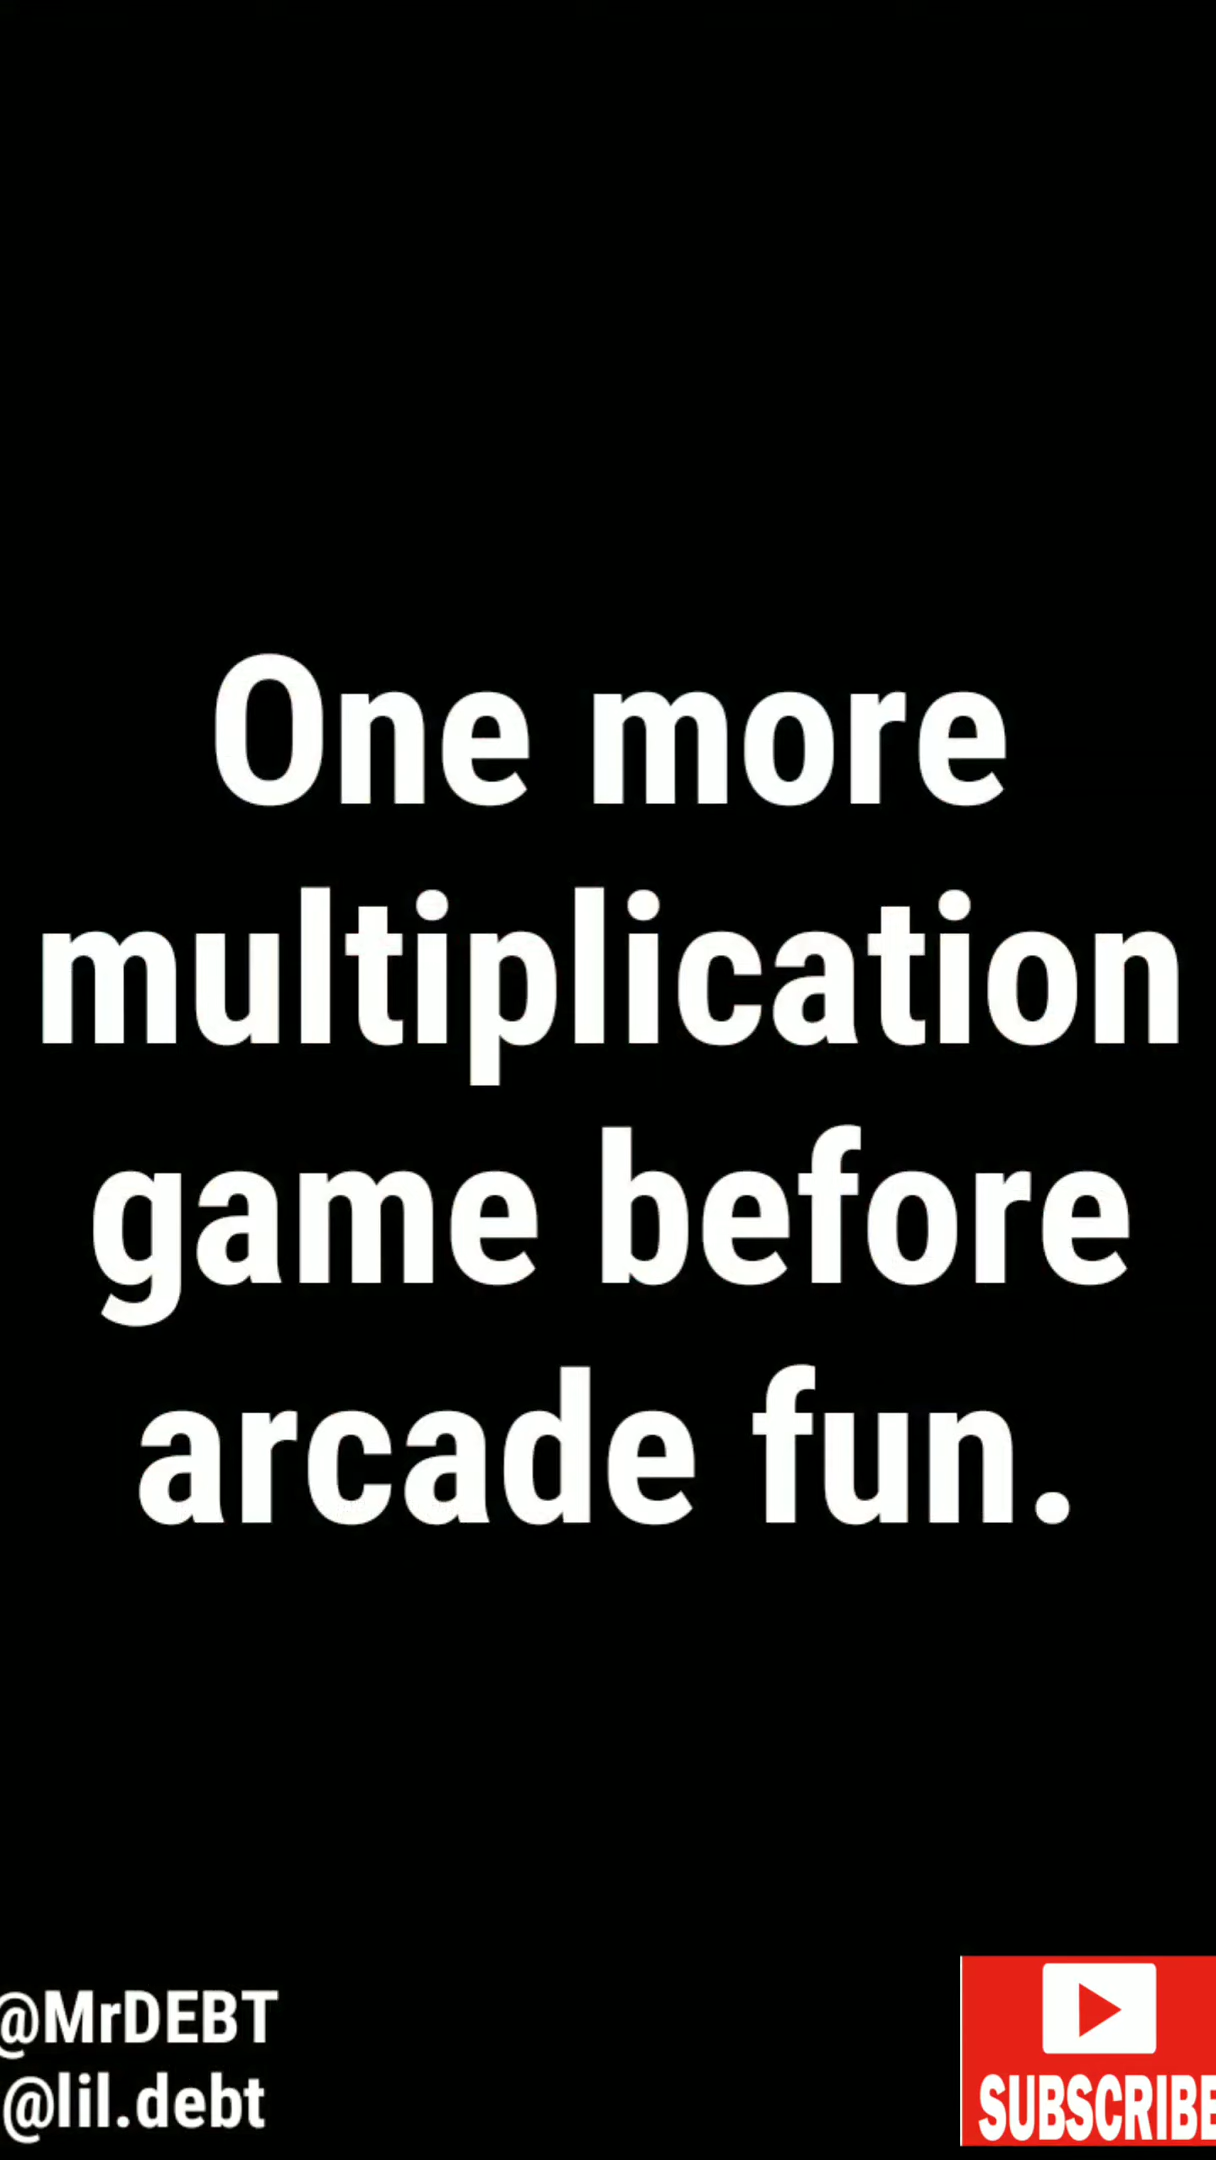 One more
multiplication
game before
arcade fun.
@MrDEBT
@lil.debt
SUBSCRIBE